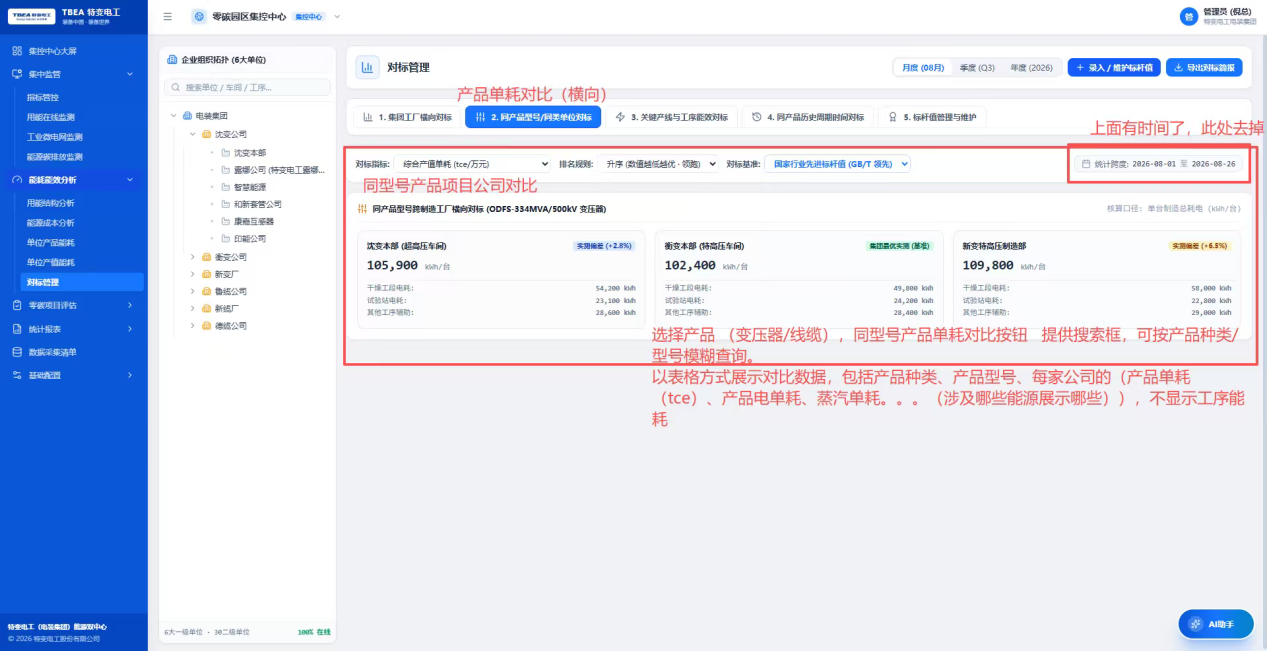 TBEA 特变电工
TBEA 特变电工
装备中国·装备世界
零碳园区集控中心 集控中心
管 管理员 (倪总)
特变电工电装集团
集控中心大屏
集中监管
指标管控
用能在线监测
工业微电网监测
能源碳排放监测
能耗能效分析
用能结构分析
能源成本分析
单位产品能耗
单位产值能耗
对标管理
零碳项目评估
统计报表
数据采集清单
基础配置
特变电工（电装集团）能源双中心
© 2026 特变电工股份有限公司
企业组织拓扑 (6大单位)
搜索单位 / 车间 / 工序...
电装集团
沈变公司
沈变本部
露娜公司 (特变电工露娜...
智慧能源
和新套管公司
康嘉互感器
印能公司
衡变公司
新变厂
鲁缆公司
新缆厂
德缆公司
6大一级单位 · 30二级单位 100% 在线
对标管理
月度 (08月) 季度 (Q3) 年度 (2026) + 录入 / 维护标杆值 导出对标简报
产品单耗对比（横向）
1. 集团工厂横向对标 2. 同产品型号/同类单位对标 3. 关键产线与工序能效对标 4. 同产品历史周期时间对标 5. 标杆值管理与维护
上面有时间了，此处去掉
对标指标: 综合产值单耗 (tce/万元) 排名规则: 升序 (数值越低越优 · 领跑) 对标基准: 国家行业先进标杆值 (GB/T 领先) 统计跨度: 2026-08-01 至 2026-08-26
同型号产品项目公司对比
同产品型号跨制造工厂横向对标 (ODFS-334MVA/500kV 变压器) 核算口径: 单台制造总耗电 (kWh/台)
沈变本部 (超高压车间) 实测偏差 (+2.8%)
105,900 kWh/台
干燥工段电耗: 54,200 kWh
试验站电耗: 23,100 kWh
其他工序辅助: 28,600 kWh
衡变本部 (特高压车间) 集团最优实测 (基准)
102,400 kWh/台
干燥工段电耗: 49,800 kWh
试验站电耗: 24,200 kWh
其他工序辅助: 28,400 kWh
新变特高压制造部 实测偏差 (+6.5%)
109,800 kWh/台
干燥工段电耗: 58,000 kWh
试验站电耗: 22,800 kWh
其他工序辅助: 29,000 kWh
选择产品 （变压器/线缆），同型号产品单耗对比按钮 提供搜索框，可按产品种类/
型号模糊查询。
以表格方式展示对比数据，包括产品种类、产品型号、每家公司的（产品单耗
（tce）、产品电单耗、蒸汽单耗。。。（涉及哪些能源展示哪些）），不显示工序能
耗
AI助手